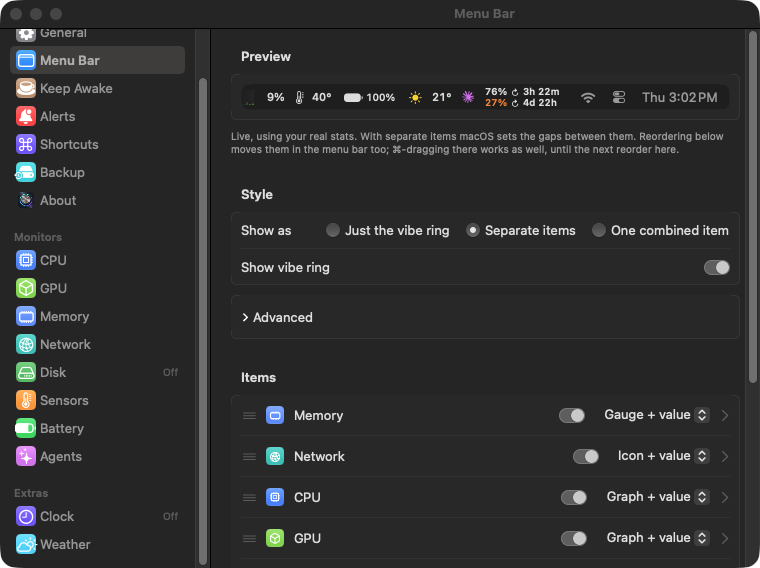 Menu Bar
General
Menu Bar
Keep Awake
Alerts
Shortcuts
Backup
About
Monitors
CPU
GPU
Memory
Network
Disk Off
Sensors
Battery
Agents
Extras
Clock Off
Weather
Preview
9% 40° 100% 21° 76% 3h 22m Thu 3:02 PM
27% 4d 22h
Live, using your real stats. With separate items macOS sets the gaps between them. Reordering below
moves them in the menu bar too; ⌘-dragging there works as well, until the next reorder here.
Style
Show as Just the vibe ring Separate items One combined item
Show vibe ring
Advanced
Items
Memory Gauge + value
Network Icon + value
CPU Graph + value
GPU Graph + value